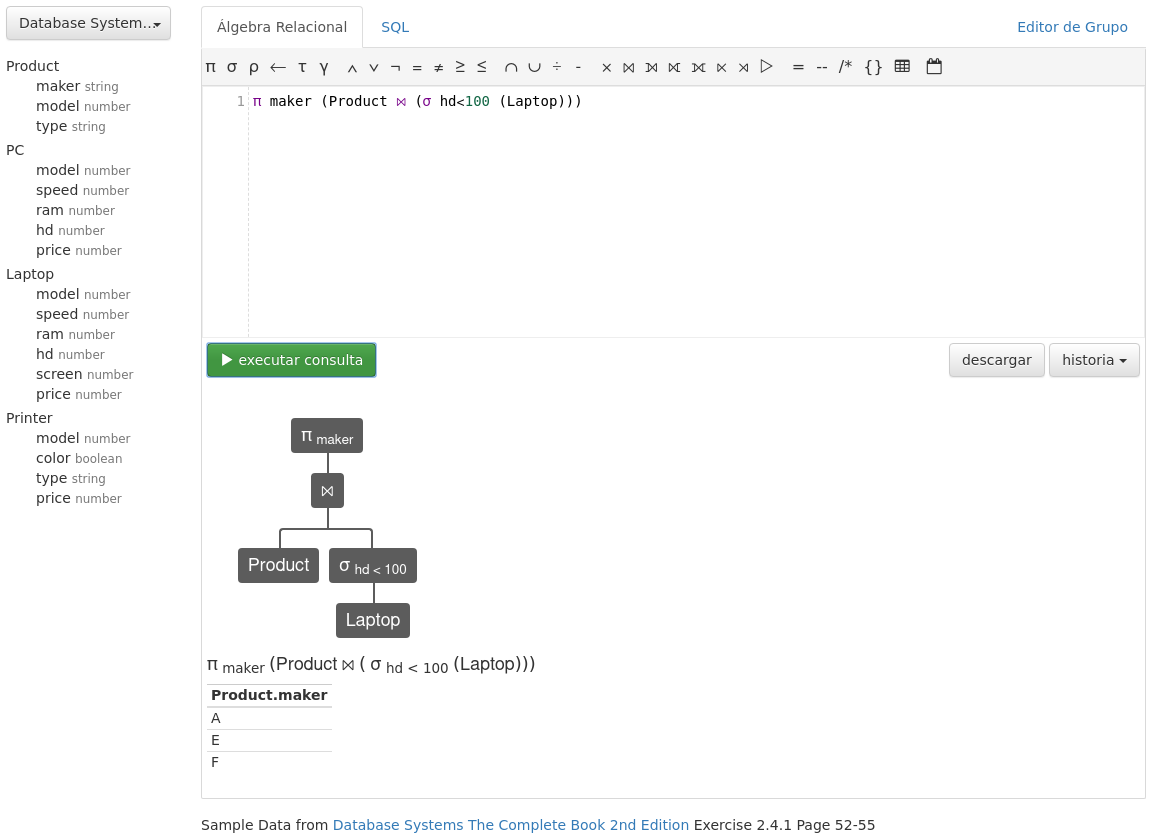 Database System...
Product
maker string
model number
type string
PC
model number
speed number
ram number
hd number
price number
Laptop
model number
speed number
ram number
hd number
screen number
price number
Printer
model number
color boolean
type string
price number
Álgebra Relacional SQL Editor de Grupo
π σ ρ ← τ γ ∧ ∨ ¬ = ≠ ≥ ≤ ∩ ∪ ÷ - × ⋈ ⟕ ⟖ ⟗ ⋉ ⋊ ▷ = -- /* {}
1 π maker (Product ⋈ (σ hd<100 (Laptop)))
executar consulta descargar historia
π maker
⋈
Product σ hd < 100
Laptop
π maker (Product ⋈ ( σ hd < 100 (Laptop)))
Product.maker
A
E
F
Sample Data from Database Systems The Complete Book 2nd Edition Exercise 2.4.1 Page 52-55